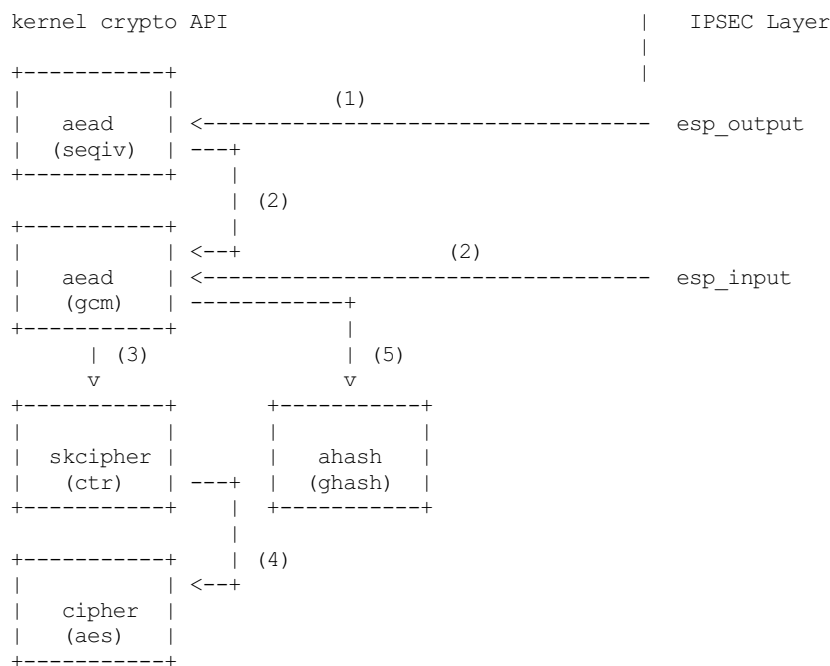 kernel crypto API | IPSEC Layer
(1)
aead <- esp_output
(seqiv)
(2)
(2)
aead <- esp_input
(gcm)
(3) (5)
v v
skcipher ahash
(ctr) (ghash)
(4)
cipher
(aes)